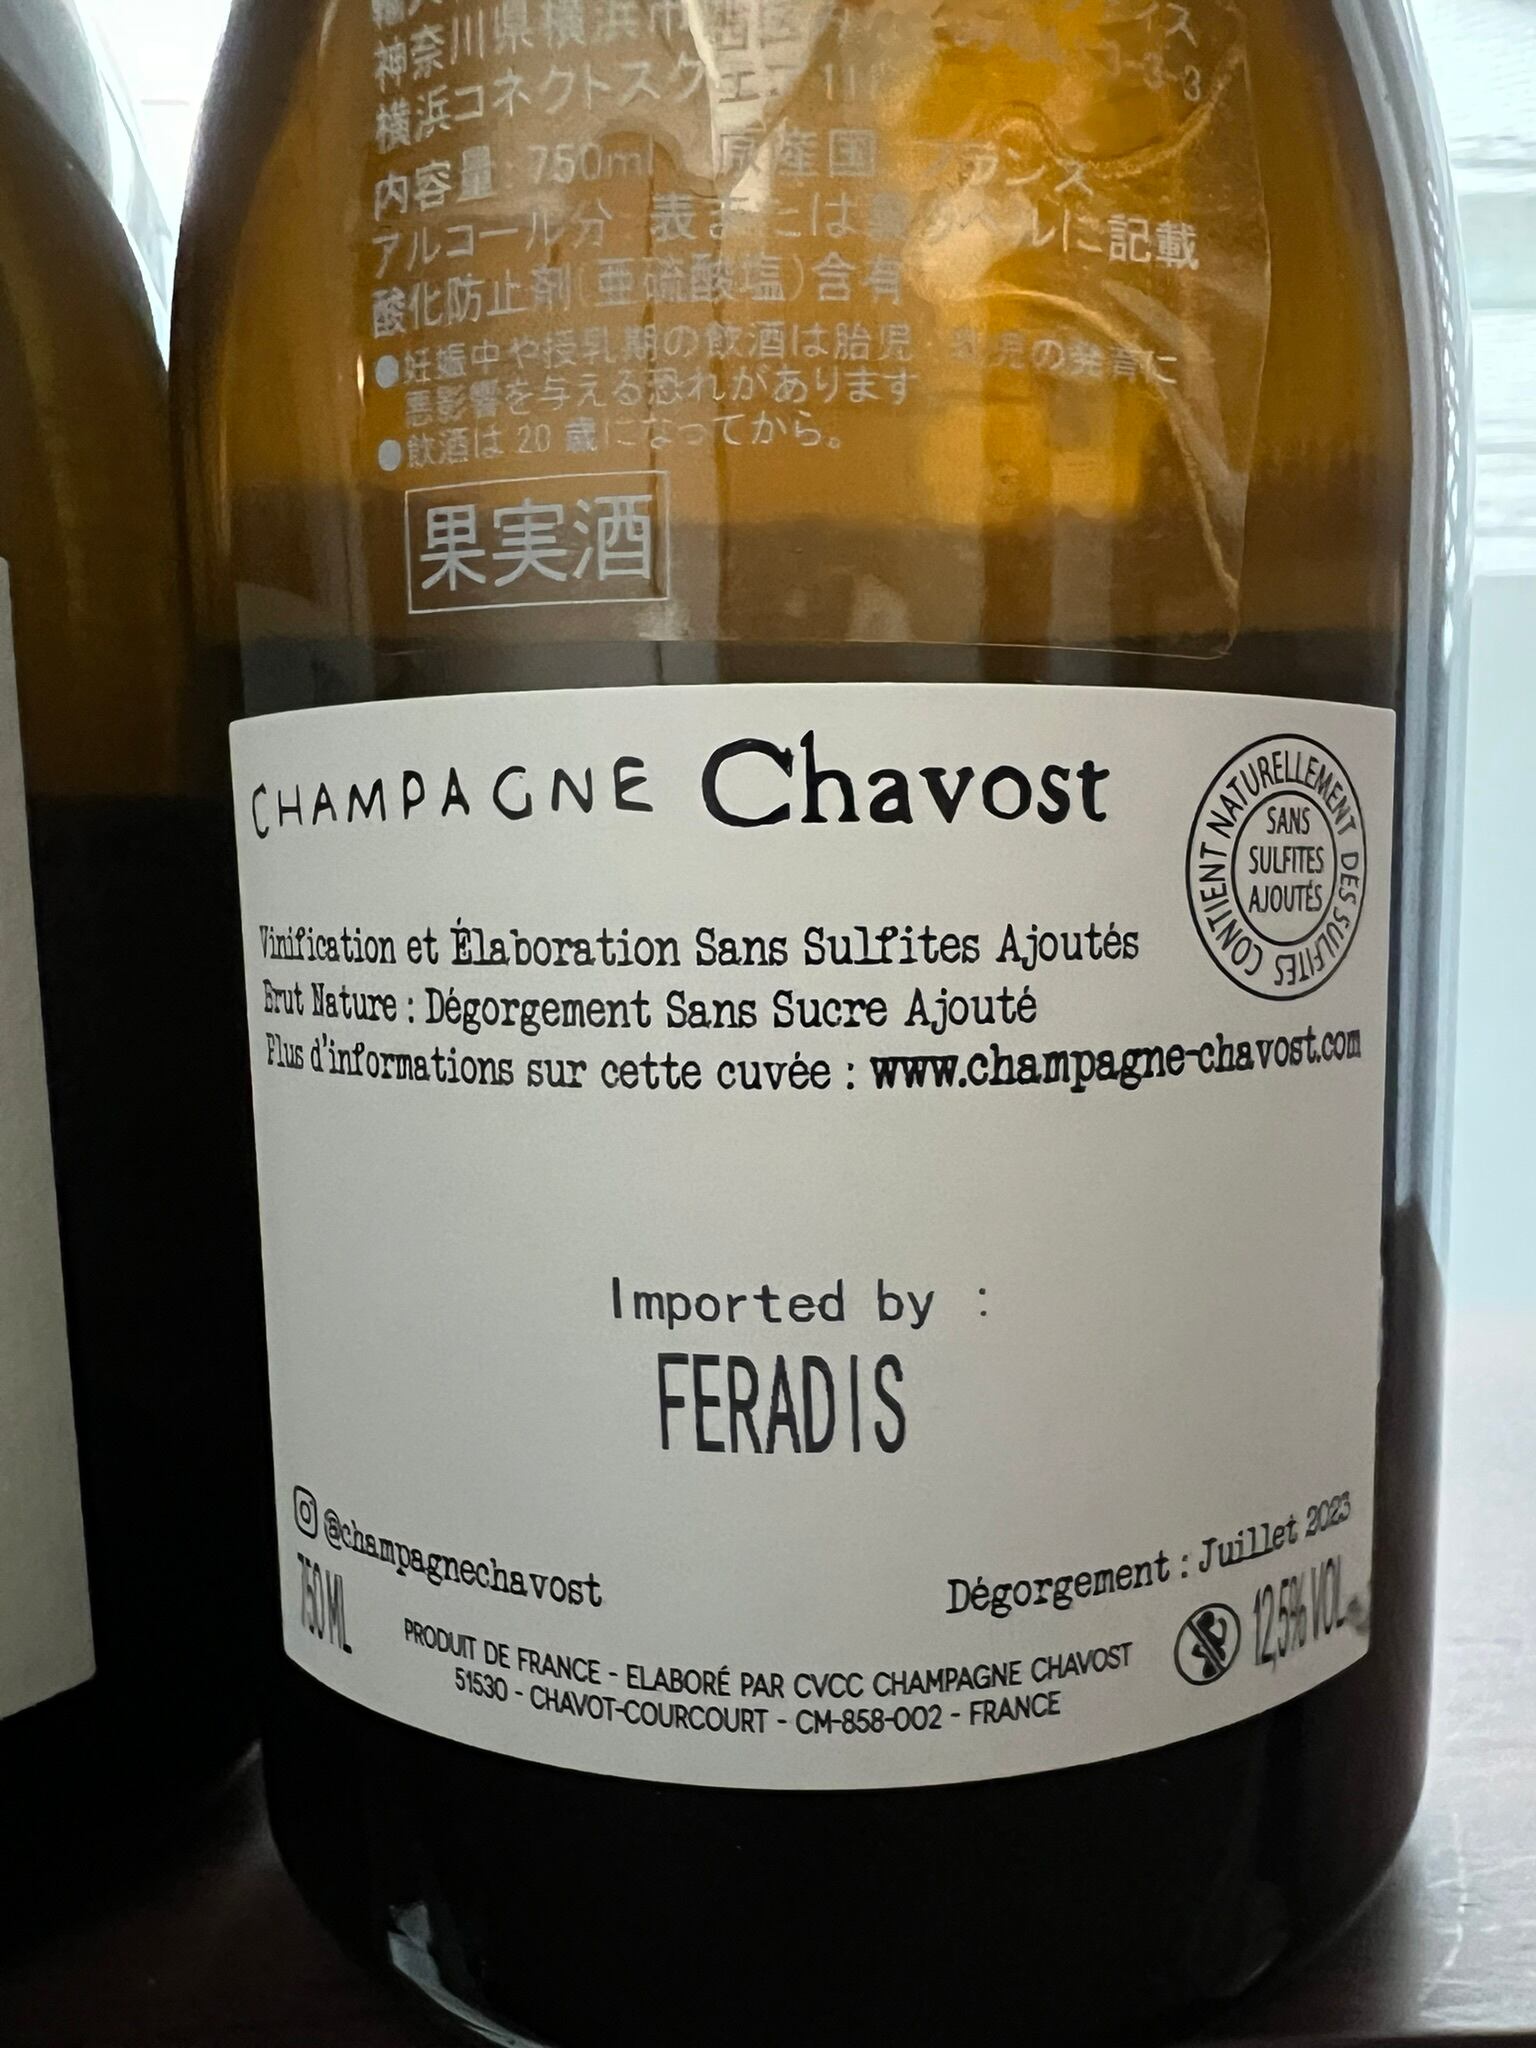 神奈川県横浜市西区
横浜コネクトスクエア 3-3-3
内容量 750ml 原産国 フランス
アルコール分 表または裏ラベルに記載
酸化防止剤(亜硫酸塩)含有
●妊娠中や授乳期の飲酒は胎児・乳児の発育に
悪影響を与える恐れがあります
●飲酒は20歳になってから。
果実酒
CHAMPAGNE Chavost
CONTIENT NATURELLEMENT DES SULFITES
SANS
SULFITES
AJOUTÉS
Vinification et Élaboration Sans Sulfites Ajoutés
Brut Nature : Dégorgement Sans Sucre Ajouté
Plus d'informations sur cette cuvée : www.champagne-chavost.com
Imported by :
FERADIS
@champagnechavost
Dégorgement : Juillet 2023
750 ML
12,5% VOL
PRODUIT DE FRANCE - ELABORÉ PAR CVCC CHAMPAGNE CHAVOST
51530 - CHAVOT-COURCOURT - CM-858-002 - FRANCE